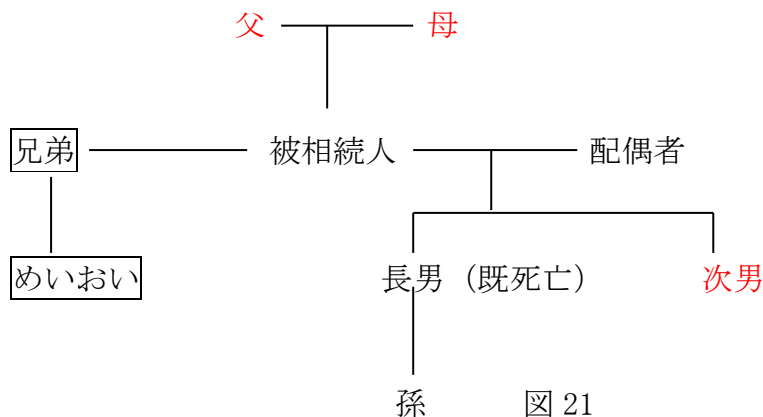 父 母
兄弟 被相続人 配偶者
めいおい 長男（既死亡） 次男
孫 図 21